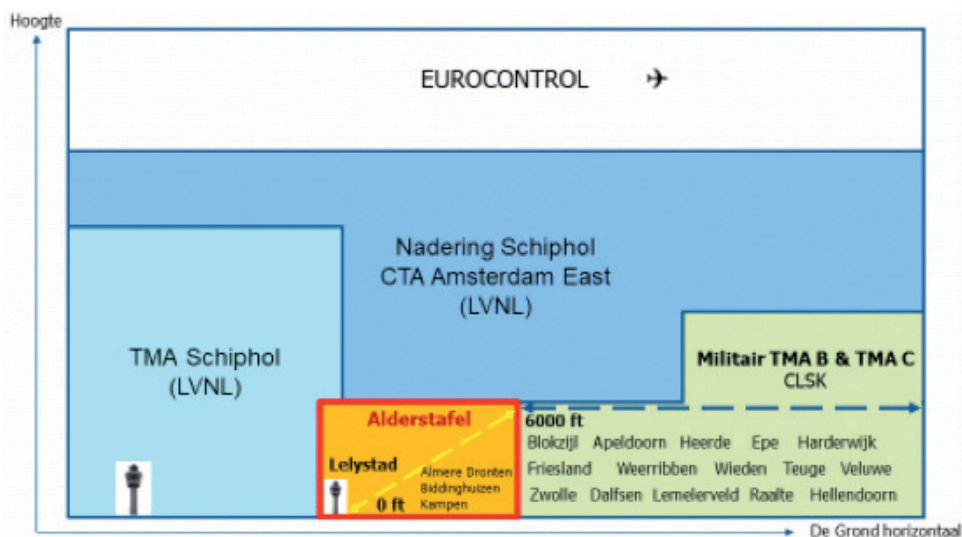 Hoogte
EUROCONTROL
Nadering Schiphol
CTA Amsterdam East
(LVNL)
TMA Schiphol
(LVNL)
Militair TMA B & TMA C
CLSK
Alderstafel
Lelystad
0 ft
Almere Dronten
Biddinghuizen
Kampen
6000 ft
Blokzijl Apeldoorn Heerde Epe Harderwijk
Friesland Weerribben Wieden Teuge Veluwe
Zwolle Dalfsen Lemelerveld Raalte Hellendoorn
De Grond horizontaal